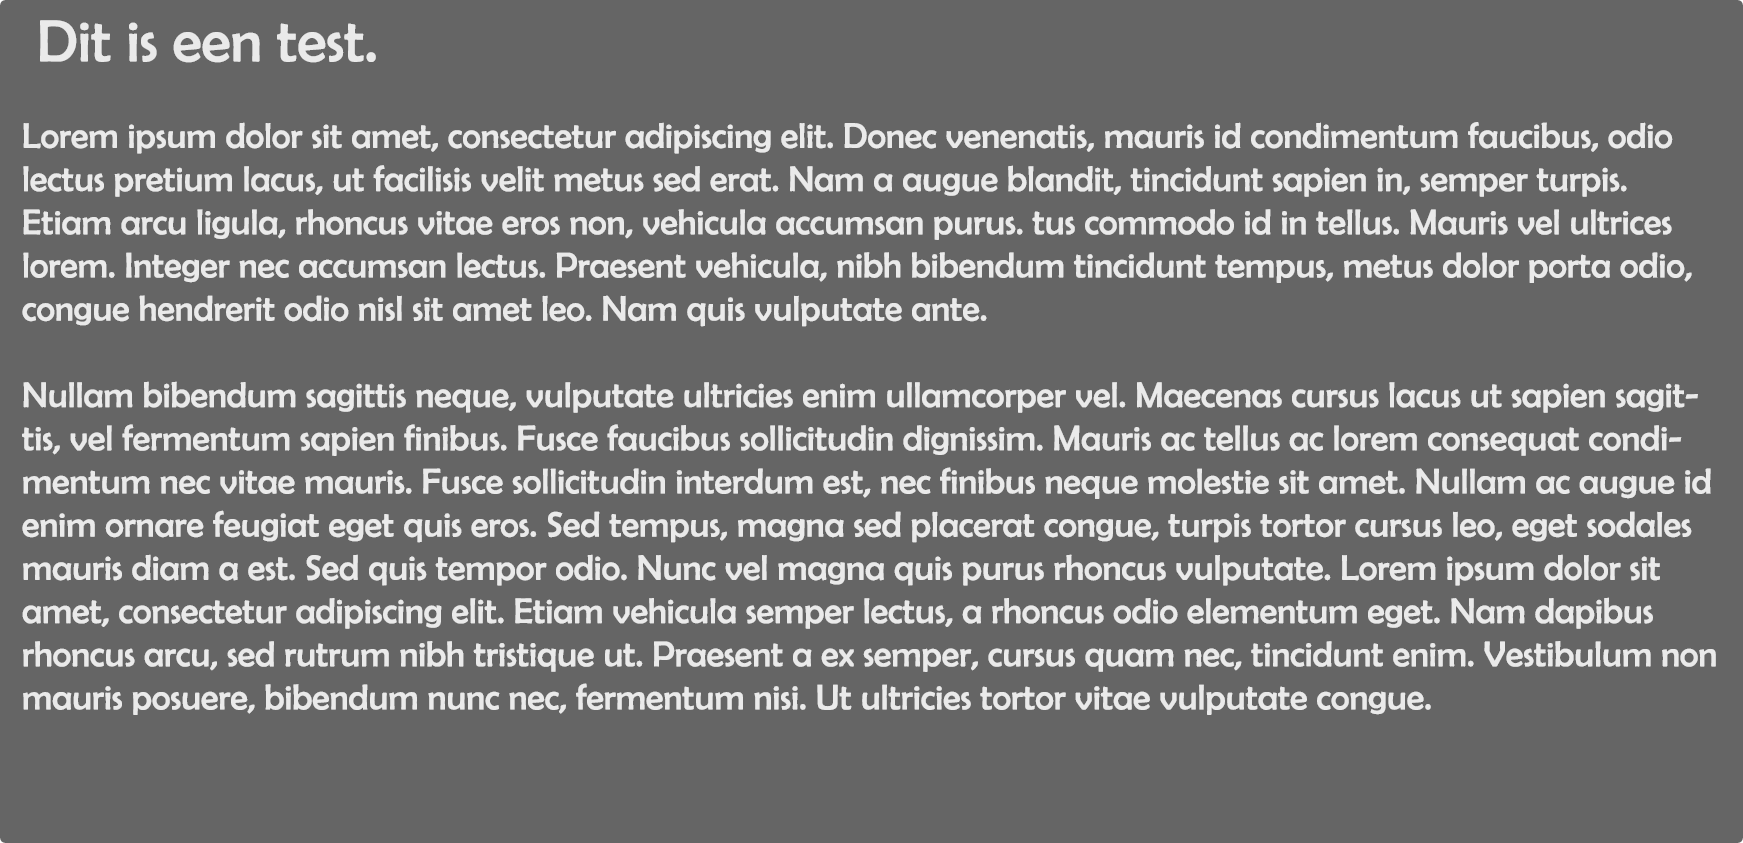 Dit is een test.
Lorem ipsum dolor sit amet, consectetur adipiscing elit. Donec venenatis, mauris id condimentum faucibus, odio
lectus pretium lacus, ut facilisis velit metus sed erat. Nam a augue blandit, tincidunt sapien in, semper turpis.
Etiam arcu ligula, rhoncus vitae eros non, vehicula accumsan purus. tus commodo id in tellus. Mauris vel ultrices
lorem. Integer nec accumsan lectus. Praesent vehicula, nibh bibendum tincidunt tempus, metus dolor porta odio,
congue hendrerit odio nisl sit amet leo. Nam quis vulputate ante.
Nullam bibendum sagittis neque, vulputate ultricies enim ullamcorper vel. Maecenas cursus lacus ut sapien sagit-
tis, vel fermentum sapien finibus. Fusce faucibus sollicitudin dignissim. Mauris ac tellus ac lorem consequat condi-
mentum nec vitae mauris. Fusce sollicitudin interdum est, nec finibus neque molestie sit amet. Nullam ac augue id
enim ornare feugiat eget quis eros. Sed tempus, magna sed placerat congue, turpis tortor cursus leo, eget sodales
mauris diam a est. Sed quis tempor odio. Nunc vel magna quis purus rhoncus vulputate. Lorem ipsum dolor sit
amet, consectetur adipiscing elit. Etiam vehicula semper lectus, a rhoncus odio elementum eget. Nam dapibus
rhoncus arcu, sed rutrum nibh tristique ut. Praesent a ex semper, cursus quam nec, tincidunt enim. Vestibulum non
mauris posuere, bibendum nunc nec, fermentum nisi. Ut ultricies tortor vitae vulputate congue.